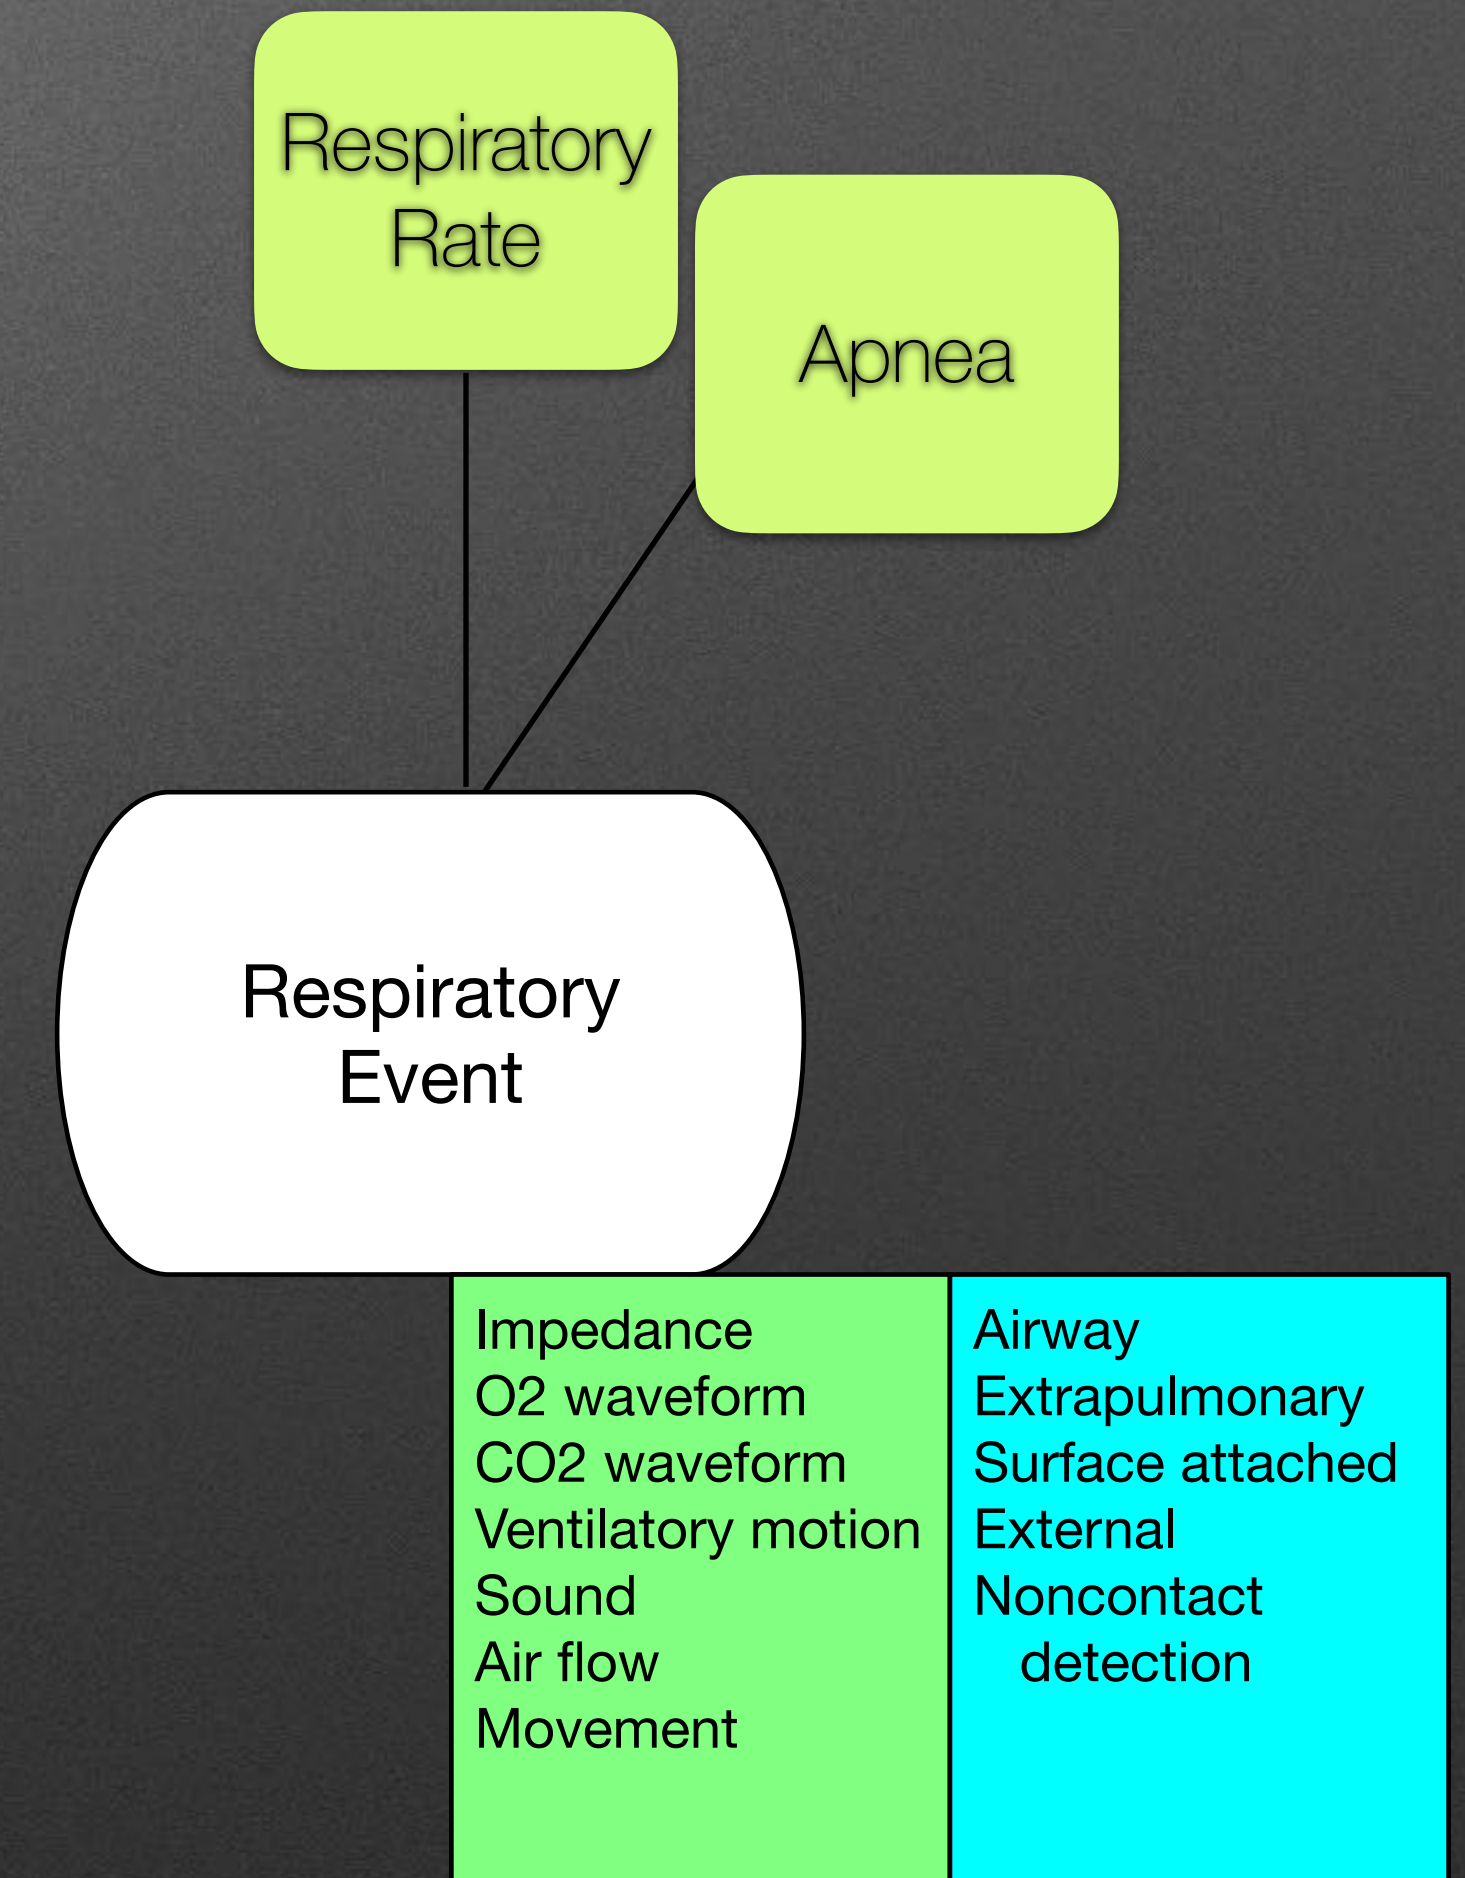 Respiratory
Rate
Apnea
Respiratory
Event
Impedance
O2 waveform
CO2 waveform
Ventilatory motion
Sound
Air flow
Movement
Airway
Extrapulmonary
Surface attached
External
Noncontact
detection